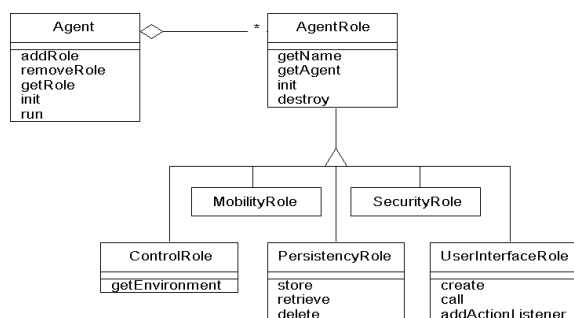 Agent
AgentRole
*
addRole
removeRole
getRole
init
run
getName
getAgent
init
destroy
MobilityRole
SecurityRole
ControlRole
PersistencyRole
UserInterfaceRole
getEnvironment
store
retrieve
delete
create
call
addActionListener